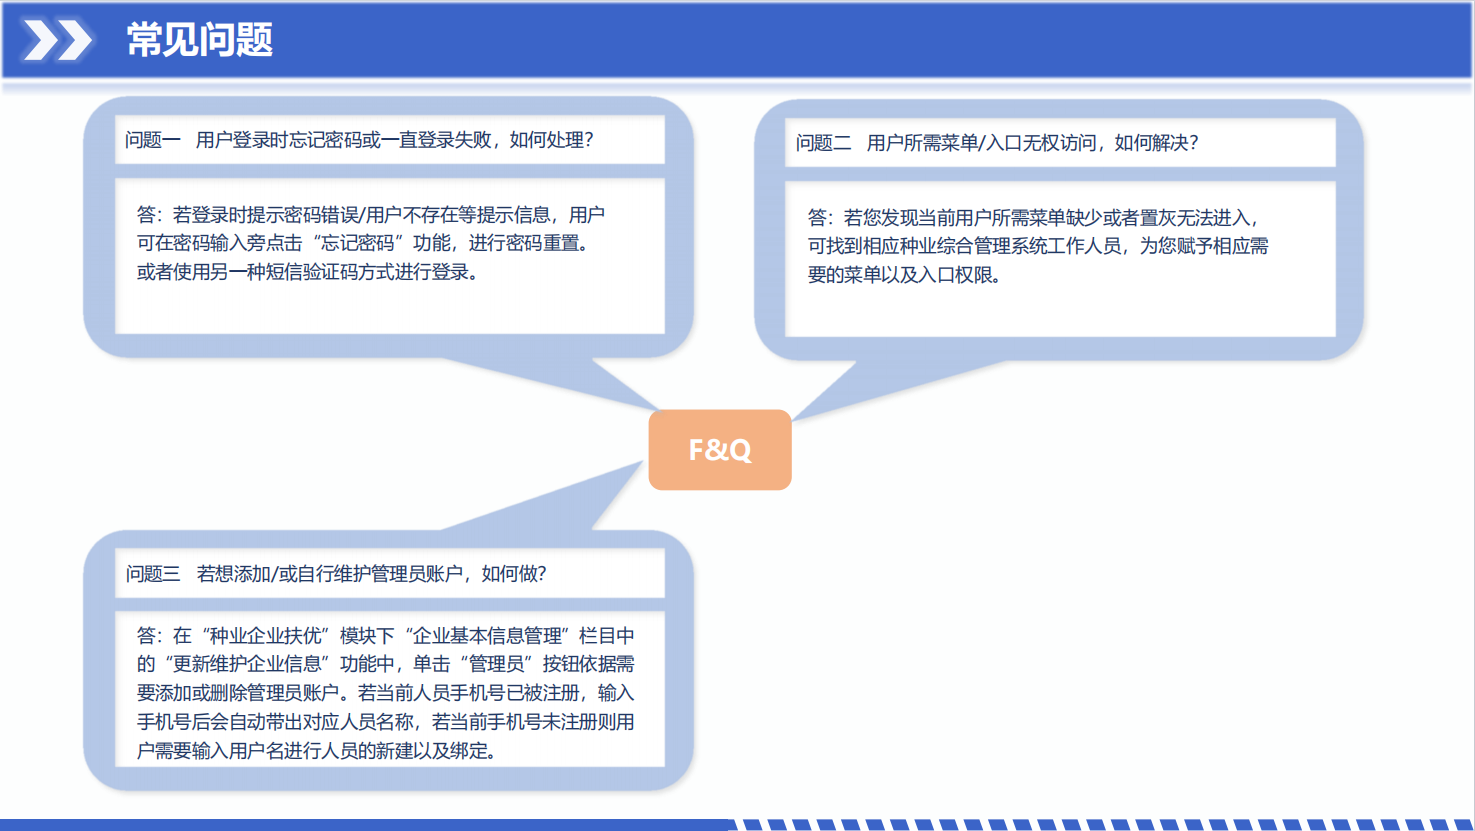 常见问题
问题一 用户登录时忘记密码或一直登录失败，如何处理？
答：若登录时提示密码错误/用户不存在等提示信息，用户
可在密码输入旁点击“忘记密码”功能，进行密码重置。
或者使用另一种短信验证码方式进行登录。
问题二 用户所需菜单/入口无权访问，如何解决？
答：若您发现当前用户所需菜单缺少或者置灰无法进入，
可找到相应种业综合管理系统工作人员，为您赋予相应需
要的菜单以及入口权限。
F&Q
问题三 若想添加/或自行维护管理员账户，如何做？
答：在“种业企业扶优”模块下“企业基本信息管理”栏目中
的“更新维护企业信息”功能中，单击“管理员”按钮依据需
要添加或删除管理员账户。若当前人员手机号已被注册，输入
手机号后会自动带出对应人员名称，若当前手机号未注册则用
户需要输入用户名进行人员的新建以及绑定。